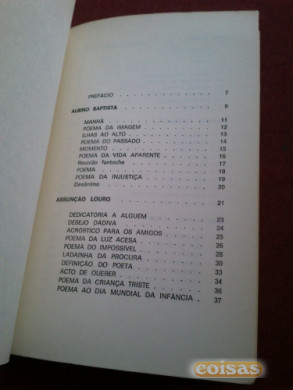 PREFÁCIO . . . . . . . . . 7
ALBINO BAPTISTA . . . . . . . . . 9
MANHÃ . . . . . . . . . 11
POEMA DA IMAGEM . . . . . . . . . 12
ILHAS AO ALTO . . . . . . . . . 13
POEMA DO PASSADO . . . . . . . . . 14
MOMENTO . . . . . . . . . 15
POEMA DA VIDA APARENTE . . . . . . . . . 16
Reunião fantoche . . . . . . . . . 17
POEMA . . . . . . . . . 18
POEMA DA INJUSTIÇA . . . . . . . . . 19
. . . . . . . . . 20
ASSUNÇÃO LOURO . . . . . . . . . 21
DEDICATÓRIA A ALGUÉM . . . . . . . . . 23
DESEJO DÁDIVA . . . . . . . . . 24
ACRÓSTICO PARA OS AMIGOS . . . . . . . . . 25
POEMA DA LUZ ACESA . . . . . . . . . 26
POEMA DO IMPOSSÍVEL . . . . . . . . . 28
LADAINHA DA PROCURA . . . . . . . . .
DEFINIÇÃO DO POETA . . . . . . . . .
ACTO DE QUERER . . . . . . . . .
POEMA DA CRIANÇA TRISTE . . . . . . . . . 36
POEMA AO DIA MUNDIAL DA INFÂNCIA . . . 37
coisas